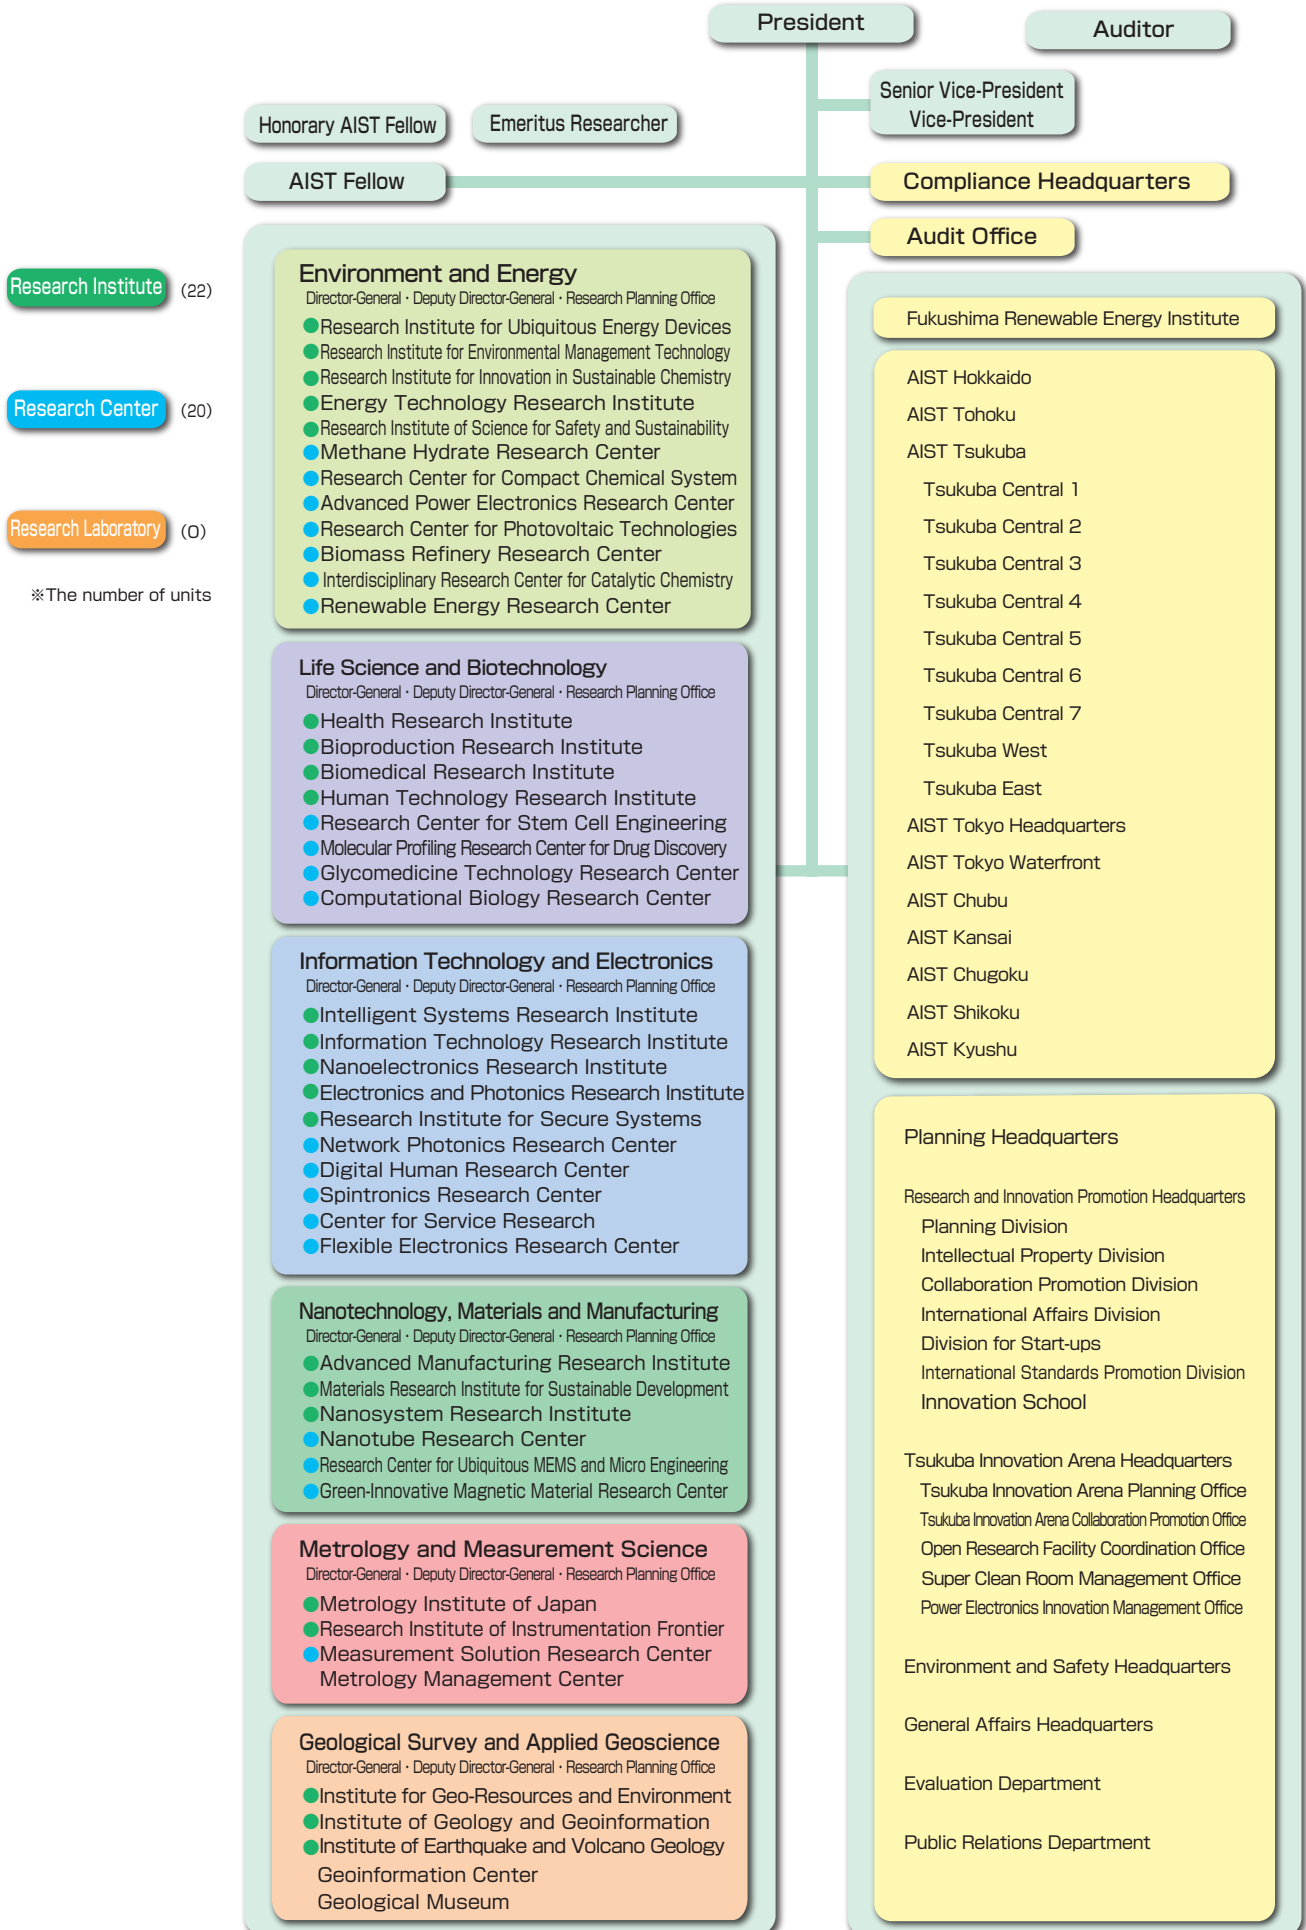 President
Auditor
Senior Vice-President
Vice-President
Honorary AIST Fellow
Emeritus Researcher
AIST Fellow
Compliance Headquarters
Audit Office
Research Institute (22)
Research Center (20)
Research Laboratory (0)
※The number of units
Environment and Energy
Director-General・Deputy Director-General・Research Planning Office
Research Institute for Ubiquitous Energy Devices
Research Institute for Environmental Management Technology
Research Institute for Innovation in Sustainable Chemistry
Energy Technology Research Institute
Research Institute of Science for Safety and Sustainability
Methane Hydrate Research Center
Research Center for Compact Chemical System
Advanced Power Electronics Research Center
Research Center for Photovoltaic Technologies
Biomass Refinery Research Center
Interdisciplinary Research Center for Catalytic Chemistry
Renewable Energy Research Center
Life Science and Biotechnology
Director-General・Deputy Director-General・Research Planning Office
Health Research Institute
Bioproduction Research Institute
Biomedical Research Institute
Human Technology Research Institute
Research Center for Stem Cell Engineering
Molecular Profiling Research Center for Drug Discovery
Glycomedicine Technology Research Center
Computational Biology Research Center
Information Technology and Electronics
Director-General・Deputy Director-General・Research Planning Office
Intelligent Systems Research Institute
Information Technology Research Institute
Nanoelectronics Research Institute
Electronics and Photonics Research Institute
Research Institute for Secure Systems
Network Photonics Research Center
Digital Human Research Center
Spintronics Research Center
Center for Service Research
Flexible Electronics Research Center
Nanotechnology, Materials and Manufacturing
Director-General・Deputy Director-General・Research Planning Office
Advanced Manufacturing Research Institute
Materials Research Institute for Sustainable Development
Nanosystem Research Institute
Nanotube Research Center
Research Center for Ubiquitous MEMS and Micro Engineering
Green-Innovative Magnetic Material Research Center
Metrology and Measurement Science
Director-General・Deputy Director-General・Research Planning Office
Metrology Institute of Japan
Research Institute of Instrumentation Frontier
Measurement Solution Research Center
Metrology Management Center
Geological Survey and Applied Geoscience
Director-General・Deputy Director-General・Research Planning Office
Institute for Geo-Resources and Environment
Institute of Geology and Geoinformation
Institute of Earthquake and Volcano Geology
Geoinformation Center
Geological Museum
Fukushima Renewable Energy Institute
AIST Hokkaido
AIST Tohoku
AIST Tsukuba
Tsukuba Central 1
Tsukuba Central 2
Tsukuba Central 3
Tsukuba Central 4
Tsukuba Central 5
Tsukuba Central 6
Tsukuba Central 7
Tsukuba West
Tsukuba East
AIST Tokyo Headquarters
AIST Tokyo Waterfront
AIST Chubu
AIST Kansai
AIST Chugoku
AIST Shikoku
AIST Kyushu
Planning Headquarters
Research and Innovation Promotion Headquarters
Planning Division
Intellectual Property Division
Collaboration Promotion Division
International Affairs Division
Division for Start-ups
International Standards Promotion Division
Innovation School
Tsukuba Innovation Arena Headquarters
Tsukuba Innovation Arena Planning Office
Tsukuba Innovation Arena Collaboration Promotion Office
Open Research Facility Coordination Office
Super Clean Room Management Office
Power Electronics Innovation Management Office
Environment and Safety Headquarters
General Affairs Headquarters
Evaluation Department
Public Relations Department